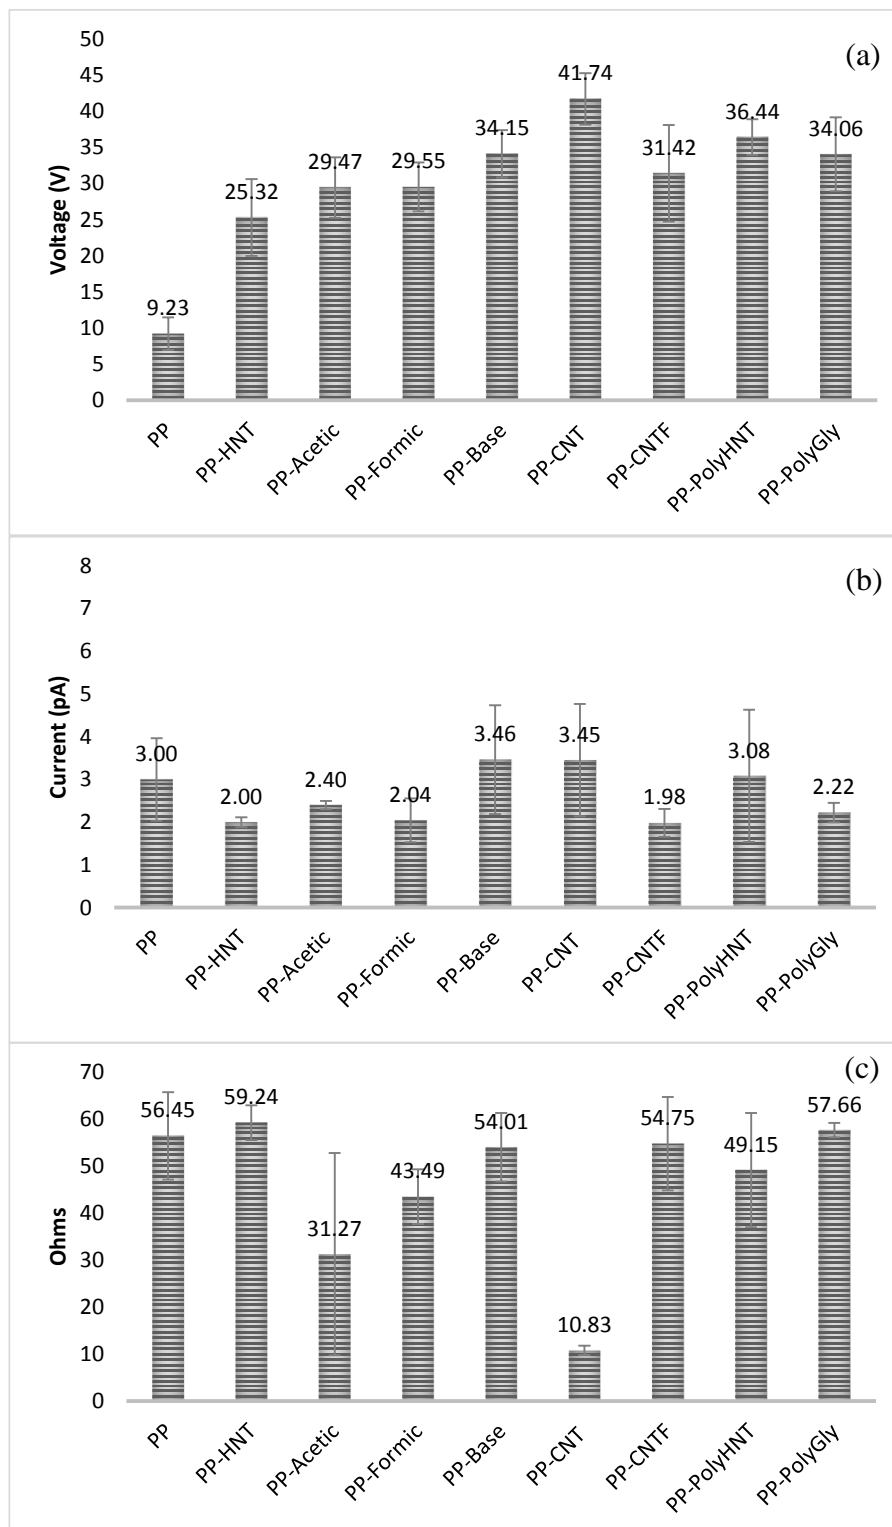 (a)
Voltage (V)
50
45
40
35
30
25
20
15
10
5
0
9.23
25.32
29.47
29.55
34.15
41.74
31.42
36.44
34.06
PP
PP-HNT
PP-Acetic
PP-Formic
PP-Base
PP-CNT
PP-CNTF
PP-PolyHNT
PP-PolyGly
(b)
Current (pA)
8
7
6
5
4
3
2
1
0
3.00
2.00
2.40
2.04
3.46
3.45
1.98
3.08
2.22
PP
PP-HNT
PP-Acetic
PP-Formic
PP-Base
PP-CNT
PP-CNTF
PP-PolyHNT
PP-PolyGly
(c)
Ohms
70
60
50
40
30
20
10
0
56.45
59.24
31.27
43.49
54.01
10.83
54.75
49.15
57.66
PP
PP-HNT
PP-Acetic
PP-Formic
PP-Base
PP-CNT
PP-CNTF
PP-PolyHNT
PP-PolyGly